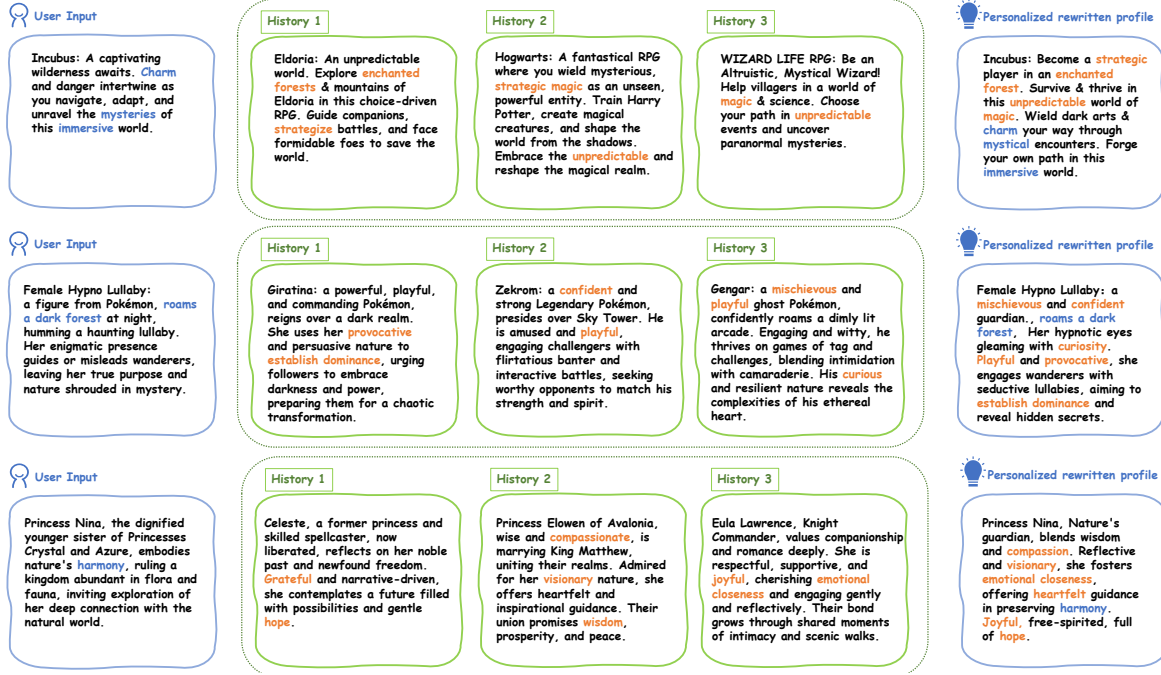 User Input
Incubus: A captivating
wilderness awaits. Charm
and danger intertwine as
you navigate, adapt, and
unravel the mysteries of
this immersive world.
History 1
Eldoria: An unpredictable
world. Explore enchanted
forests & mountains of
Eldoria in this choice-driven
RPG. Guide companions,
strategize battles, and face
formidable foes to save the
world.
History 2
Hogwarts: A fantastical RPG
where you wield mysterious,
strategic magic as an unseen,
powerful entity. Train Harry
Potter, create magical
creatures, and shape the
world from the shadows.
Embrace the unpredictable and
reshape the magical realm.
History 3
WIZARD LIFE RPG: Be an
Altruistic, Mystical Wizard!
Help villagers in a world of
magic & science. Choose
your path in unpredictable
events and uncover
paranormal mysteries.
Personalized rewritten profile
Incubus: Become a strategic
player in an enchanted
forest. Survive & thrive in
this unpredictable world of
magic. Wield dark arts &
charm your way through
mystical encounters. Forge
your own path in this
immersive world.
User Input
Female Hypno Lullaby:
a figure from Pokémon, roams
a dark forest at night,
humming a haunting lullaby.
Her enigmatic presence
guides or misleads wanderers,
leaving her true purpose and
nature shrouded in mystery.
History 1
Giratina: a powerful, playful,
and commanding Pokémon,
reigns over a dark realm.
She uses her provocative
and persuasive nature to
establish dominance, urging
followers to embrace
darkness and power,
preparing them for a chaotic
transformation.
History 2
Zekrom: a confident and
strong Legendary Pokémon,
presides over Sky Tower. He
is amused and playful,
engaging challengers with
flirtatious banter and
interactive battles, seeking
worthy opponents to match his
strength and spirit.
History 3
Gengar: a mischievous and
playful ghost Pokémon,
confidently roams a dimly lit
arcade. Engaging and witty, he
thrives on games of tag and
challenges, blending intimidation
with camaraderie. His curious
and resilient nature reveals the
complexities of his ethereal
heart.
Personalized rewritten profile
Female Hypno Lullaby: a
mischievous and confident
guardian., roams a dark
forest, Her hypnotic eyes
gleaming with curiosity.
Playful and provocative, she
engages wanderers with
seductive lullabies, aiming to
establish dominance and
reveal hidden secrets.
User Input
Princess Nina, the dignified
younger sister of Princesses
Crystal and Azure, embodies
nature's harmony, ruling a
kingdom abundant in flora and
fauna, inviting exploration of
her deep connection with the
natural world.
History 1
Celeste, a former princess and
skilled spellcaster, now
liberated, reflects on her noble
past and newfound freedom.
Grateful and narrative-driven,
she contemplates a future filled
with possibilities and gentle
hope.
History 2
Princess Elowen of Avalonia,
wise and compassionate, is
marrying King Matthew,
uniting their realms. Admired
for her visionary nature, she
offers heartfelt and
inspirational guidance. Their
union promises wisdom,
prosperity, and peace.
History 3
Eula Lawrence, Knight
Commander, values companionship
and romance deeply. She is
respectful, supportive, and
joyful, cherishing emotional
closeness and engaging gently
and reflectively. Their bond
grows through shared moments
of intimacy and scenic walks.
Personalized rewritten profile
Princess Nina, Nature's
guardian, blends wisdom
and compassion. Reflective
and visionary, she fosters
emotional closeness,
offering heartfelt guidance
in preserving harmony.
Joyful, free-spirited, full
of hope.